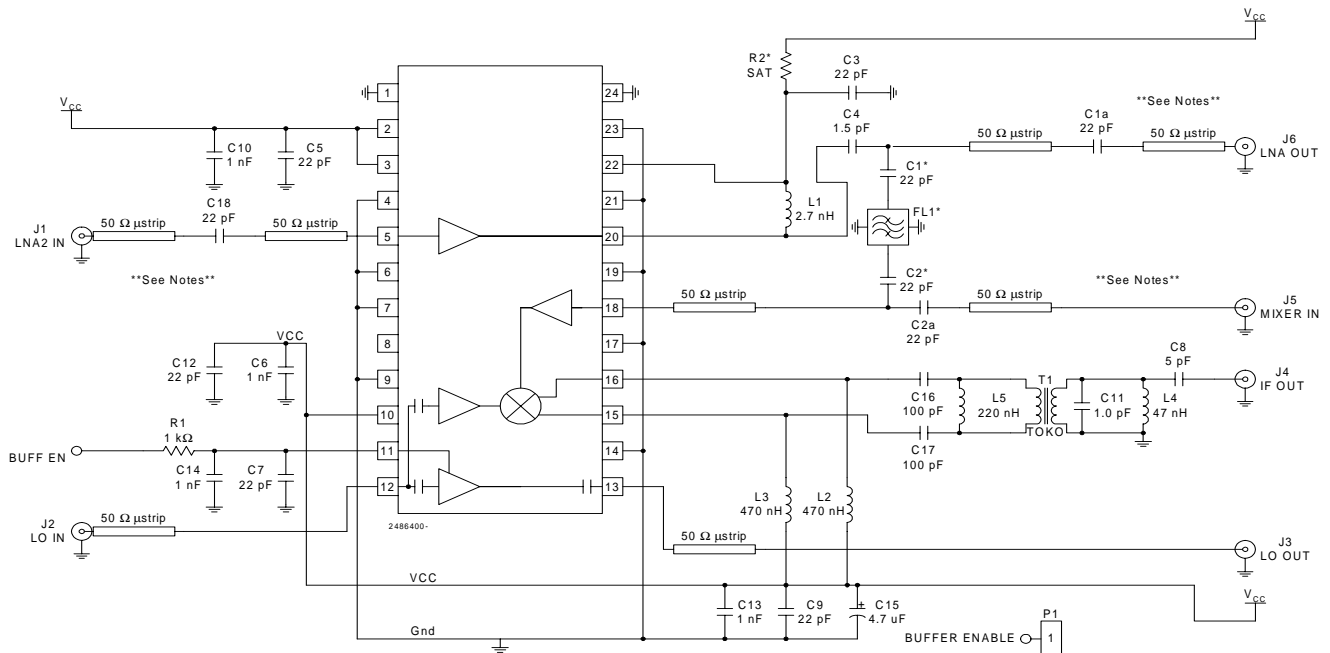 VCC
R2*
SAT
C3
22 pF
1
24
**See Notes**
VCC
C4
1.5 pF
C1a
22 pF
2
23
50 Ω µstrip
50 Ω µstrip
J6
LNA OUT
C10
1 nF
C5
22 pF
3
22
C1*
22 pF
C18
22 pF
4
21
L1
2.7 nH
FL1*
J1
LNA2 IN
50 Ω µstrip
50 Ω µstrip
5
20
**See Notes**
6
19
C2*
22 pF
**See Notes**
50 Ω µstrip
50 Ω µstrip
7
18
J5
MIXER IN
C2a
22 pF
VCC
8
17
C12
22 pF
C6
1 nF
C8
5 pF
9
16
T1
J4
IF OUT
C16
100 pF
L5
220 nH
C11
1.0 pF
L4
47 nH
10
15
TOKO
R1
1 kΩ
C17
100 pF
BUFF EN
11
14
C14
1 nF
C7
22 pF
12
13
L3
470 nH
L2
470 nH
J2
LO IN
50 Ω µstrip
2486400-
50 Ω µstrip
J3
LO OUT
VCC
C13
1 nF
C9
22 pF
+
C15
4.7 uF
VCC
Gnd
P1
BUFFER ENABLE
1